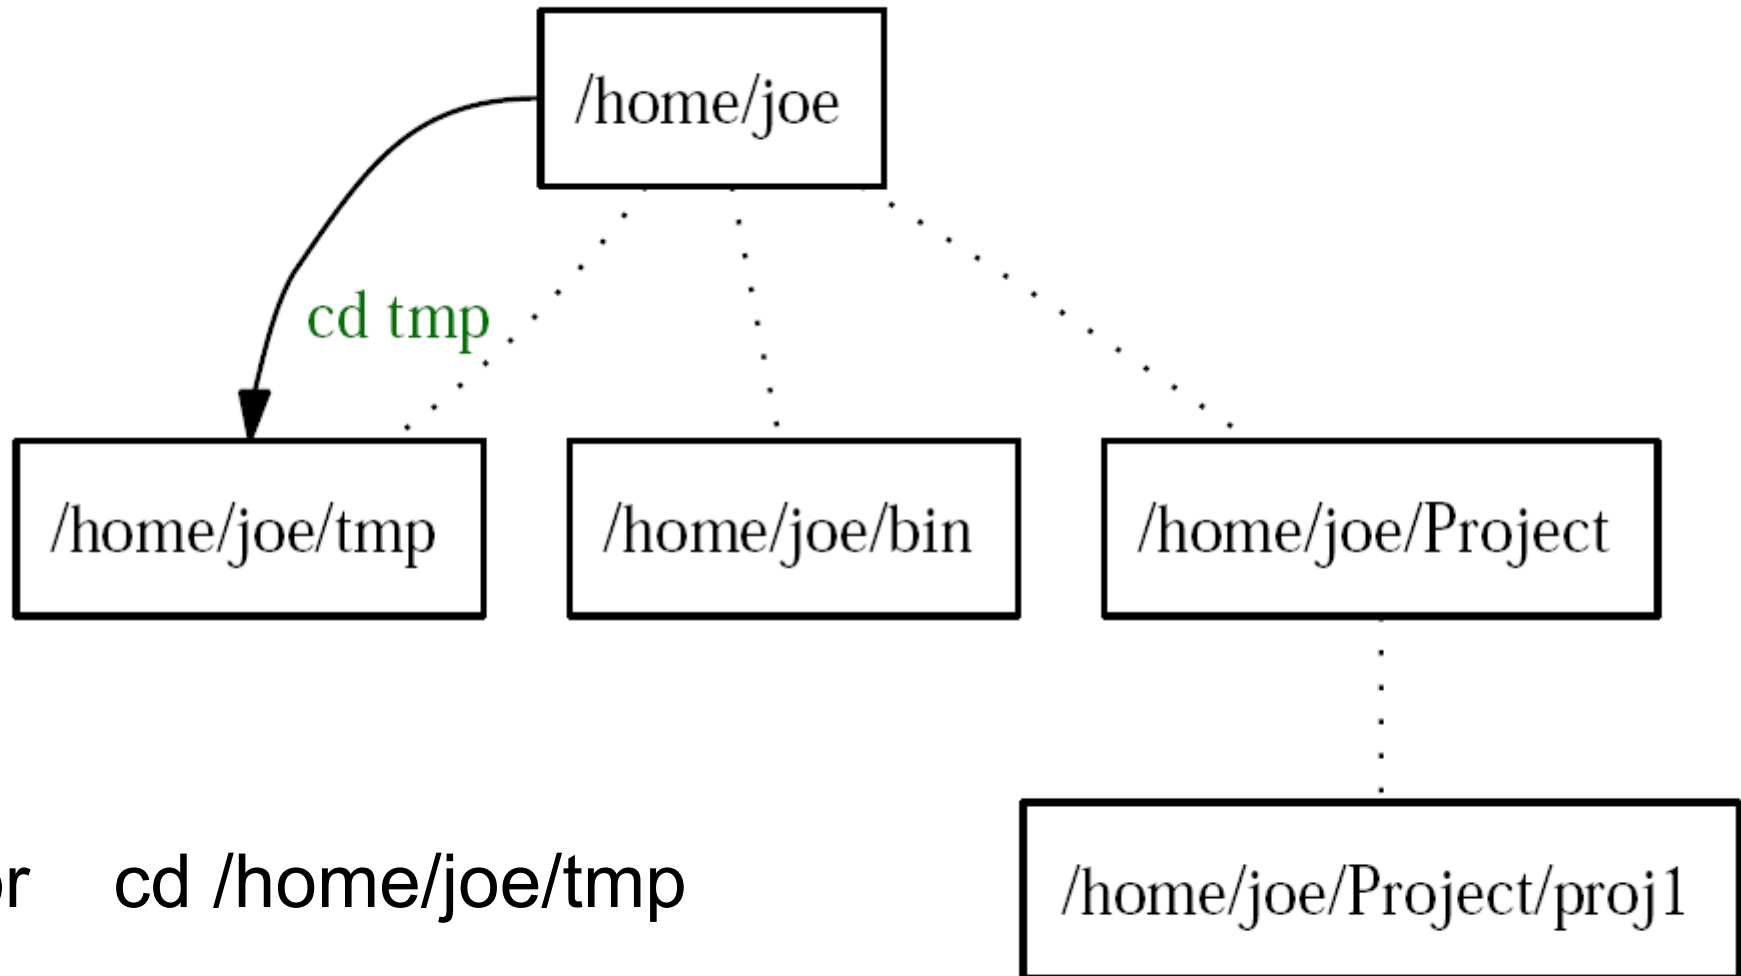 /home/joe
cd tmp
/home/joe/tmp
/home/joe/bin
/home/joe/Project
or cd /home/joe/tmp
/home/joe/Project/proj1